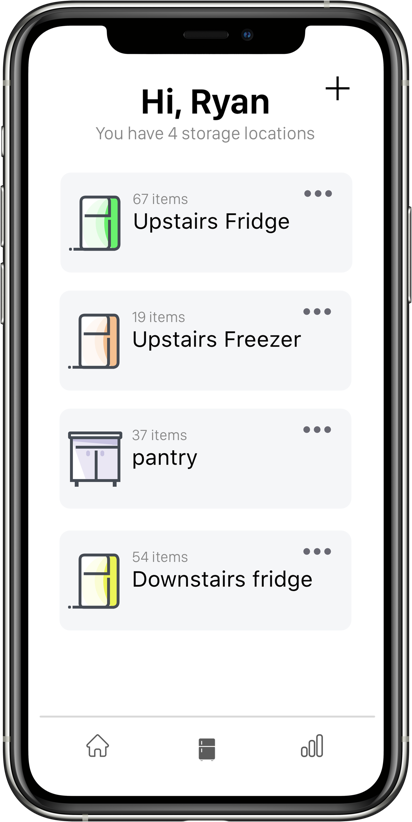 Hi, Ryan
You have 4 storage locations
67 items
Upstairs Fridge
19 items
Upstairs Freezer
37 items
pantry
54 items
Downstairs fridge